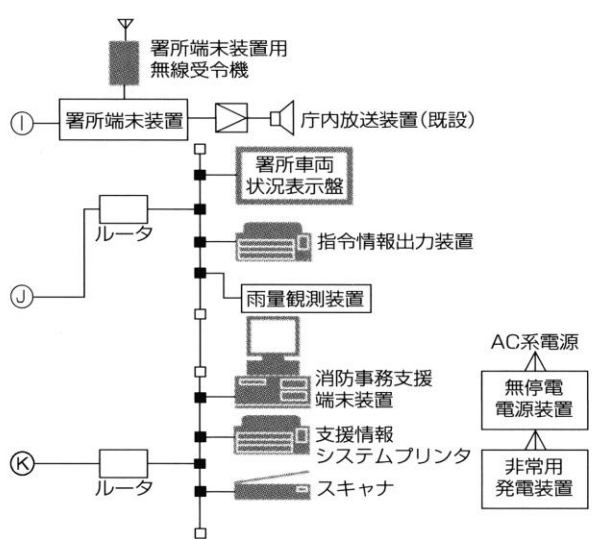 署所端末装置用
無線受令機
Ⓘ
署所端末装置
庁内放送装置(既設)
署所車両
状況表示盤
ルータ
指令情報出力装置
Ⓙ
雨量観測装置
AC系電源
消防事務支援
端末装置
無停電
電源装置
支援情報
システムプリンタ
Ⓚ
ルータ
スキャナ
非常用
発電装置